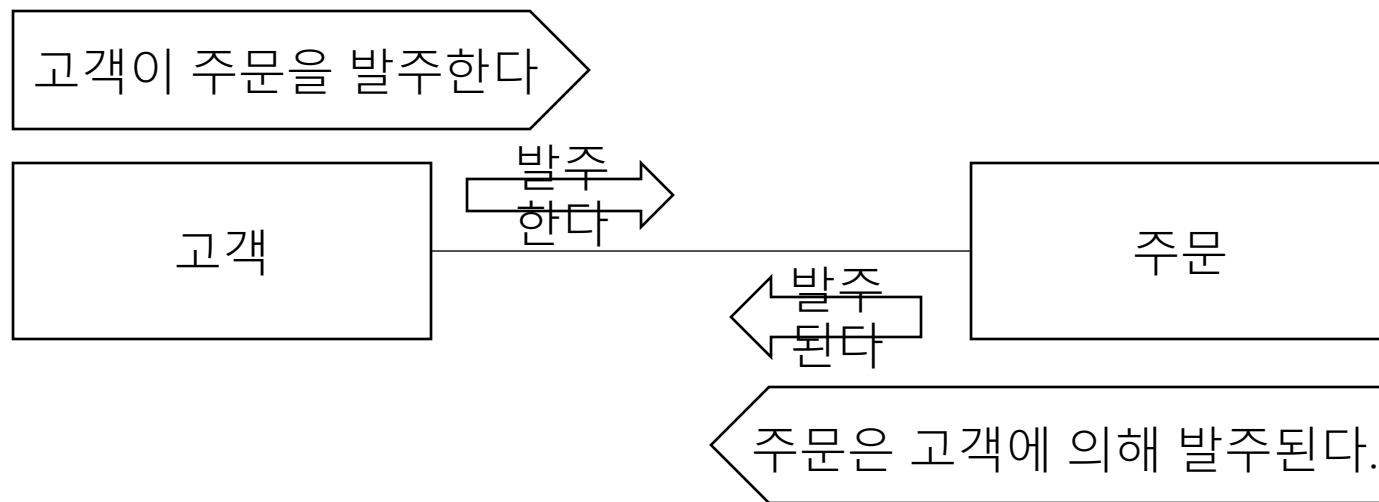 고객이 주문을 발주한다
발주
한다
고객
주문
발주
된다
주문은 고객에 의해 발주된다.